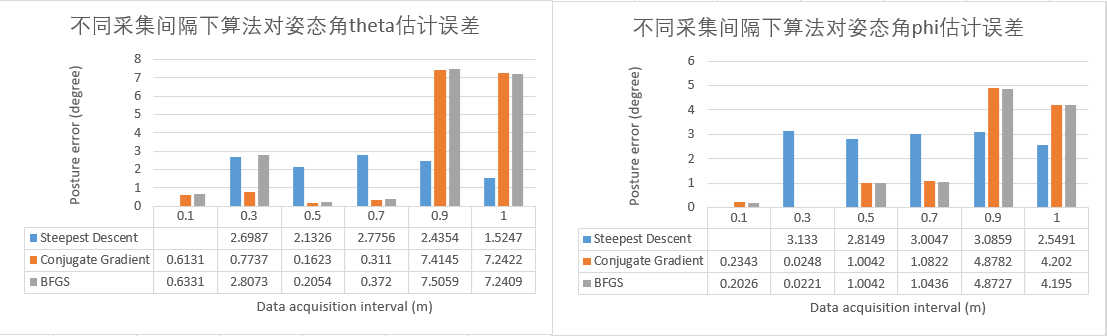 不同采集间隔下算法对姿态角theta估计误差
Posture error (degree)
8
7
6
5
4
3
2
1
0
0.1 0.3 0.5 0.7 0.9 1
Steepest Descent 2.6987 2.1326 2.7756 2.4354 1.5247
Conjugate Gradient 0.6131 0.7737 0.1623 0.311 7.4145 7.2422
BFGS 0.6331 2.8073 0.2054 0.372 7.5059 7.2409
Data acquisition interval (m)
不同采集间隔下算法对姿态角phi估计误差
Posture error (degree)
6
5
4
3
2
1
0
0.1 0.3 0.5 0.7 0.9 1
Steepest Descent 3.133 2.8149 3.0047 3.0859 2.5491
Conjugate Gradient 0.2343 0.0248 1.0042 1.0822 4.8782 4.202
BFGS 0.2026 0.0221 1.0042 1.0436 4.8727 4.195
Data acquisition interval (m)